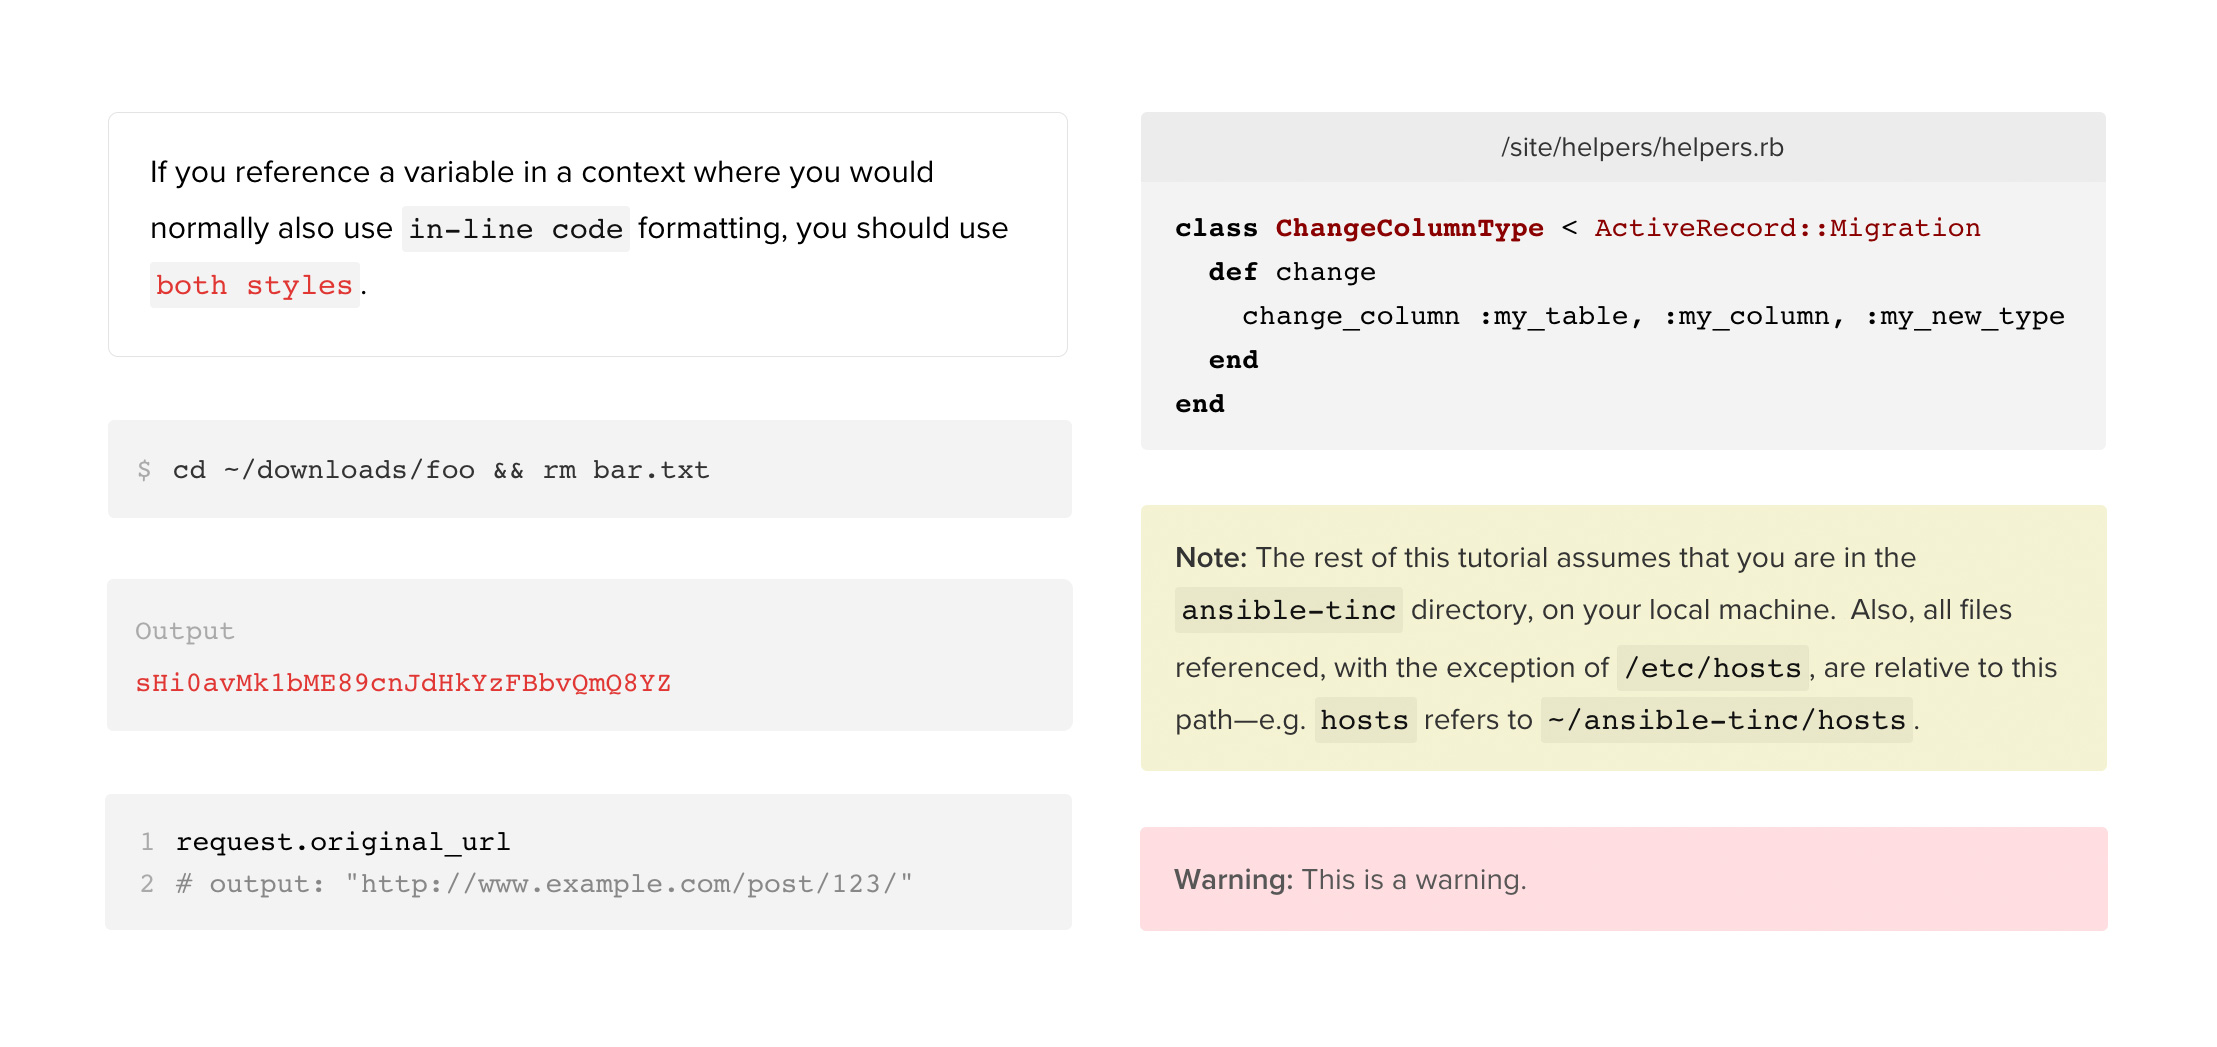 If you reference a variable in a context where you would
normally also use in-line code formatting, you should use
both styles.
$ cd ~/downloads/foo && rm bar.txt
Output
sHi0avMk1bME89cnJdHkYzFBbvQmQ8YZ
1 request.original_url
2 # output: "http://www.example.com/post/123/"
/site/helpers/helpers.rb
class ChangeColumnType < ActiveRecord::Migration
  def change
    change_column :my_table, :my_column, :my_new_type
  end
end
Note: The rest of this tutorial assumes that you are in the
ansible-tinc directory, on your local machine.  Also, all files
referenced, with the exception of /etc/hosts, are relative to this
path—e.g. hosts refers to ~/ansible-tinc/hosts.
Warning: This is a warning.